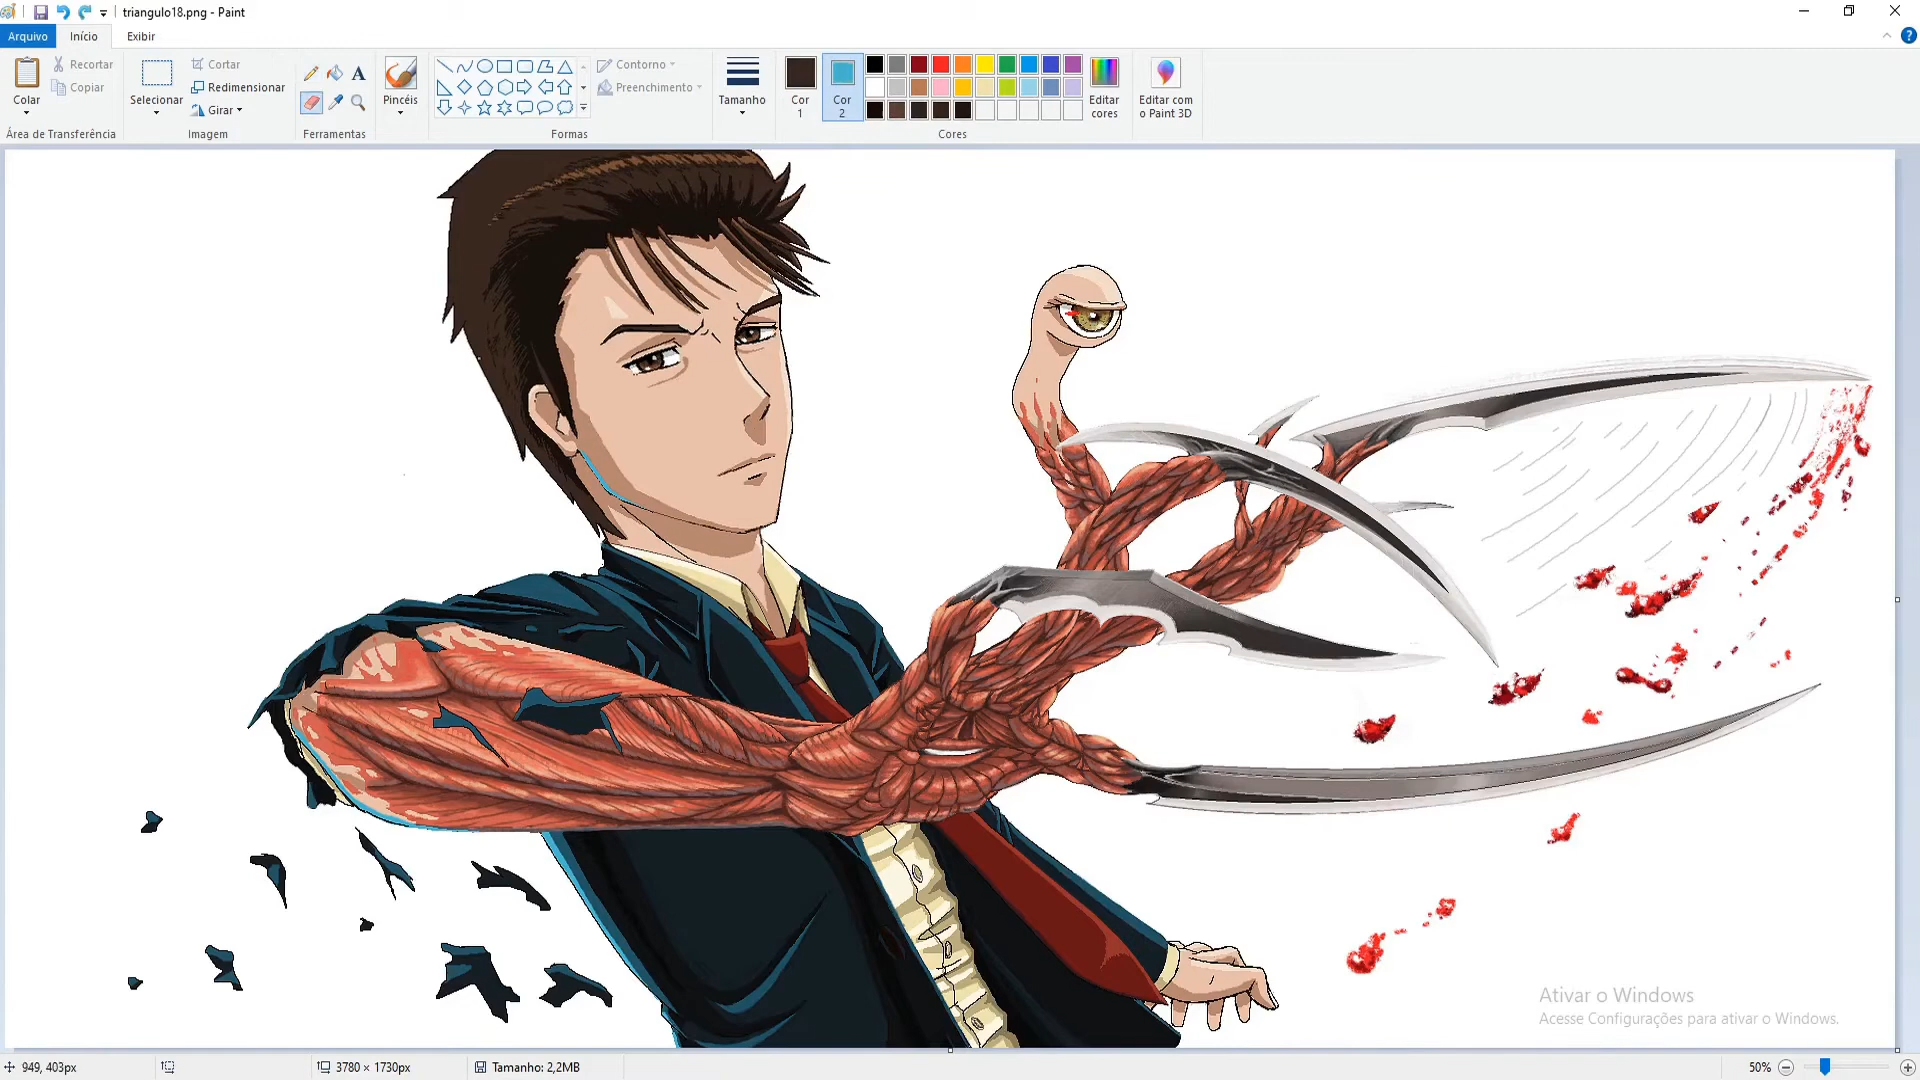 triangulo18.png - Paint
Arquivo
Início
Exibir
Colar
Recortar
Copiar
Área de Transferência
Selecionar
Cortar
Redimensionar
Girar
Imagem
A
Ferramentas
Pincéis
Contorno
Preenchimento
Formas
Tamanho
Cor
1
Cor
2
Editar
cores
Cores
Editar com
o Paint 3D
?
Ativar o Windows
Acesse Configurações para ativar o Windows.
949, 403px
3780 × 1730px
Tamanho: 2,2MB
50%